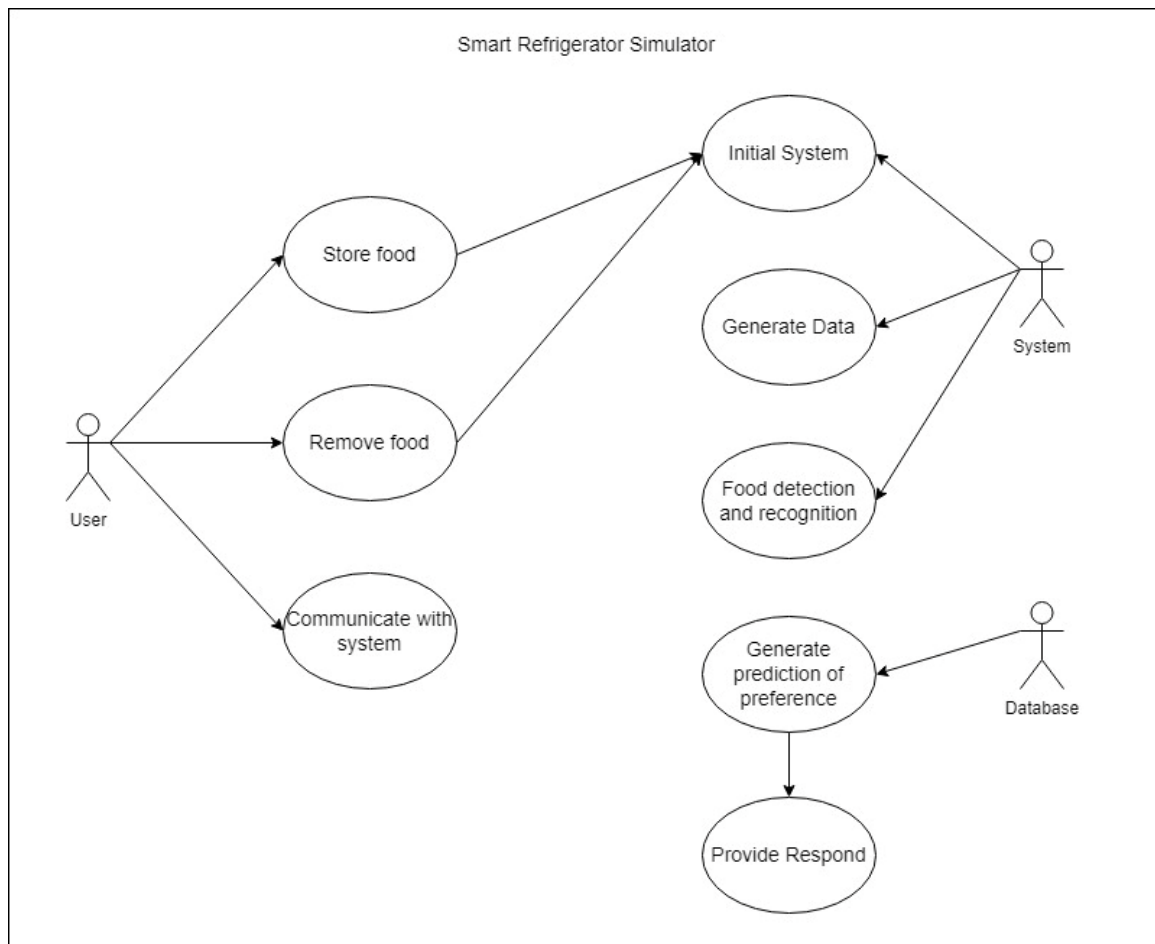 Smart Refrigerator Simulator
Initial System
Store food
Generate Data
System
Remove food
User
Food detection
and recognition
Communicate with
system
Generate
prediction of
preference
Database
Provide Respond